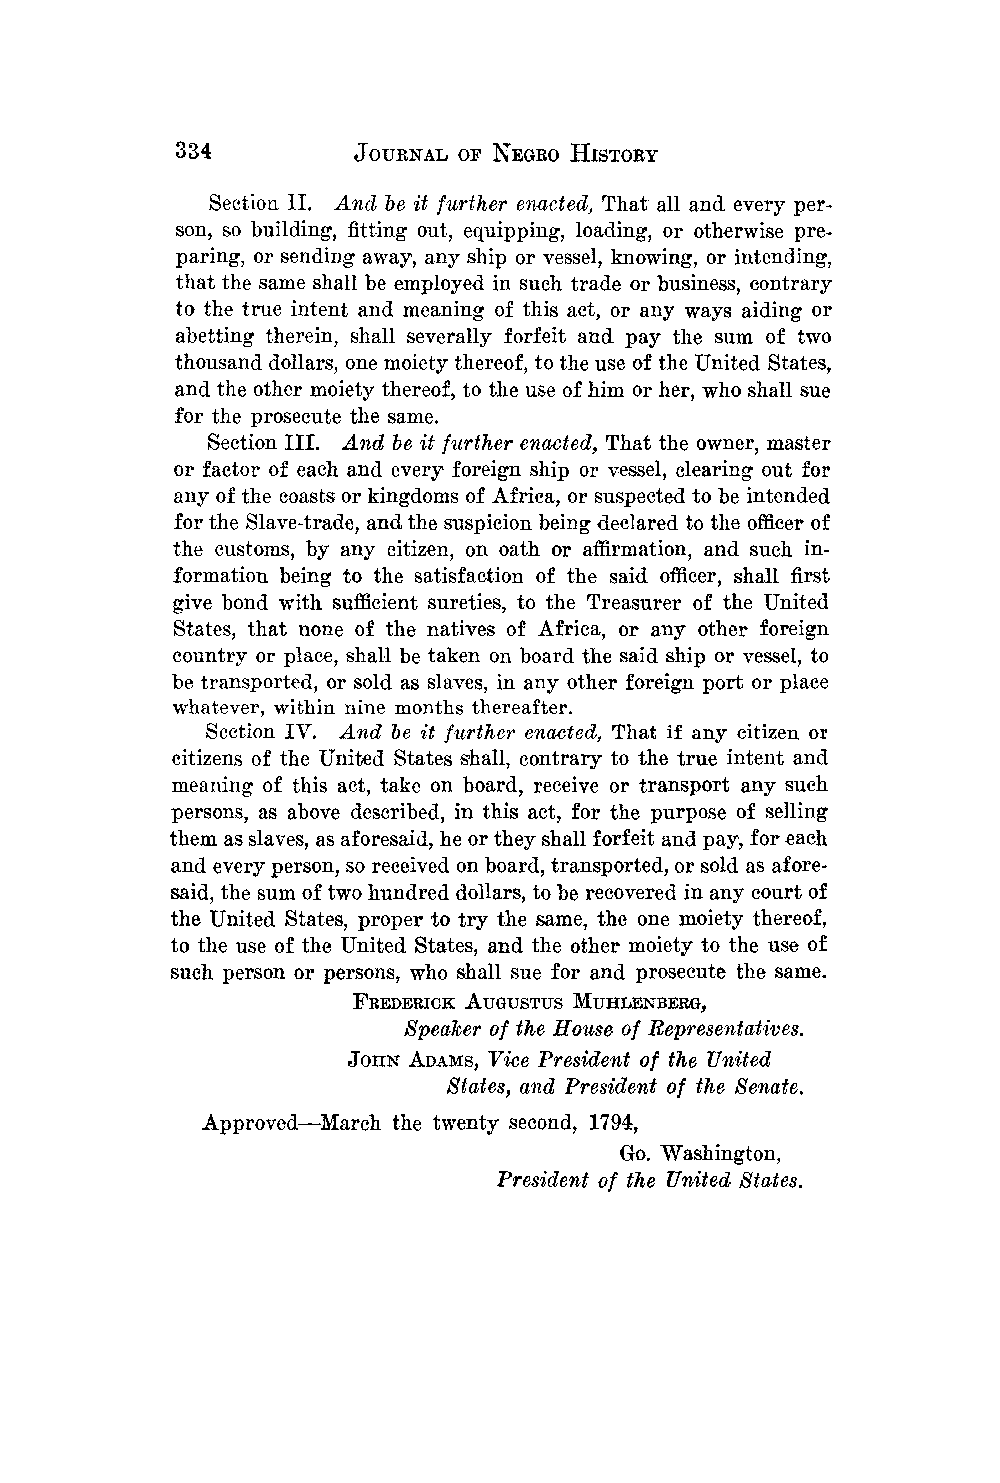 334 JOURNAL OF NEGRO HISTORY
Section II. And be it further enacted, That all and every per-
son, so building, fitting out, equipping, loading, or otherwise pre-
paring, or sending away, any ship or vessel, knowing, or intending,
that the same shall be employed in such trade or business, contrary
to the true intent and meaning of this act, or any ways aiding or
abetting therein, shall severally forfeit and pay the sum of two
thousand dollars, one moiety thereof, to the use of the United States,
and the other moiety thereof, to the use of him or her, who shall sue
for the prosecute the same.
Section III. And be it further enacted, That the owner, master
or factor of each and every foreign ship or vessel, clearing out for
any of the coasts or kingdoms of Africa, or suspected to be intended
for the Slave-trade, and the suspicion being declared to the officer of
the customs, by any citizen, on oath or affirmation, and such in-
formation being to the satisfaction of the said officer, shall first
give bond with sufficient sureties, to the Treasurer of the United
States, that none of the natives of Africa, or any other foreign
country or place, shall be taken on board the said ship or vessel, to
be transported, or sold as slaves, in any other foreign port or place
whatever, within nine months thereafter.
Section IV. And be it further enacted, That if any citizen or
citizens of the United States shall, contrary to the true intent and
meaning of this act, take on board, receive or transport any such
persons, as above described, in this act, for the purpose of selling
them as slaves, as aforesaid, he or they shall forfeit and pay, for each
and every person, so received on board, transported, or sold as afore-
said, the sum of two hundred dollars, to be recovered in any court of
the United States, proper to try the same, the one moiety thereof,
to the use of the United States, and the other moiety to the use of
such person or persons, who shall sue for and prosecute the same.
FREDERICK AUGUSTUS MUHLENBERG,
Speaker of the House of Representatives.
JOHN ADAMS, Vice President of the United
States, and President of the Senate.
Approved—March the twenty second, 1794,
Go. Washington,
President of the United States.